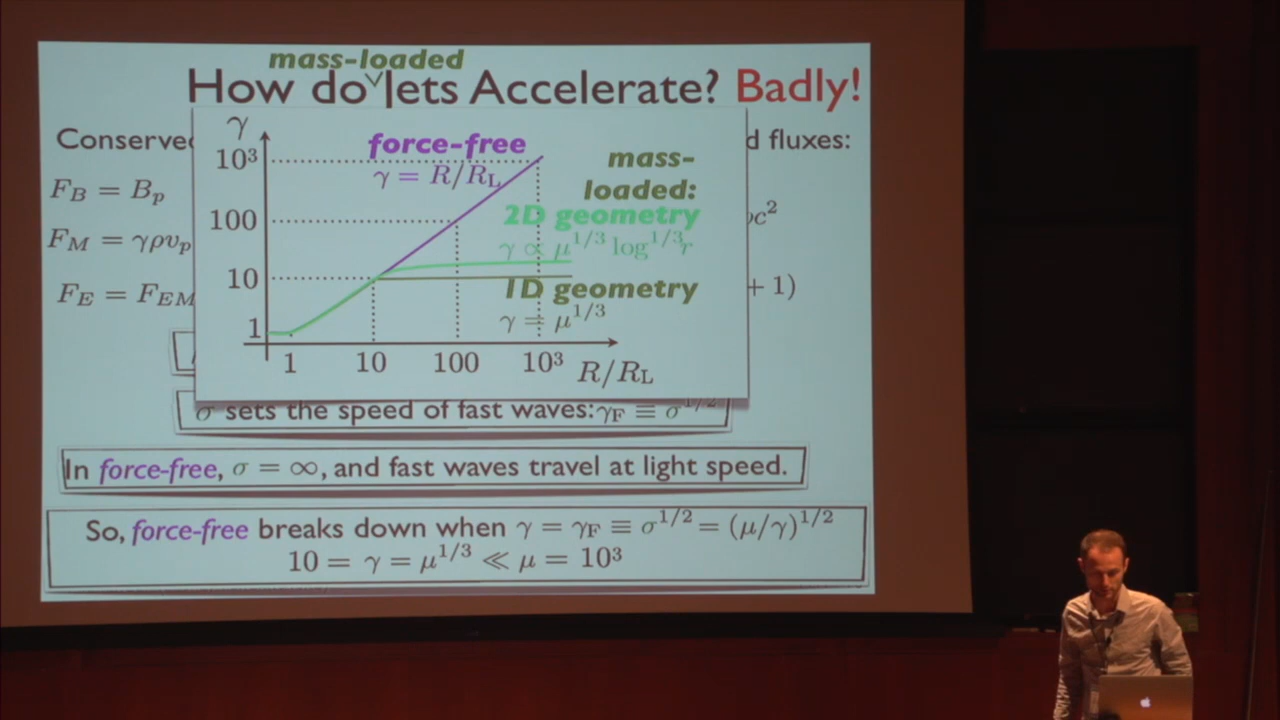 mass-loaded
How do˅Jets Accelerate? Badly!
Conserve
d fluxes:
F_B = B_p
F_M = γρv_p
ρc²
F_E = F_EM
+ 1)
γ
10³
100
10
1
force-free
γ = R/R_L
mass-
loaded:
2D geometry
γ ∝ μ^{1/3} log^{1/3} r
1D geometry
γ = μ^{1/3}
1 10 100 10³ R/R_L
σ sets the speed of fast waves: γ_F ≡ σ^{1/2}
In force-free, σ = ∞, and fast waves travel at light speed.
So, force-free breaks down when γ = γ_F ≡ σ^{1/2} = (μ/γ)^{1/2}
10 = γ = μ^{1/3} ≪ μ = 10³